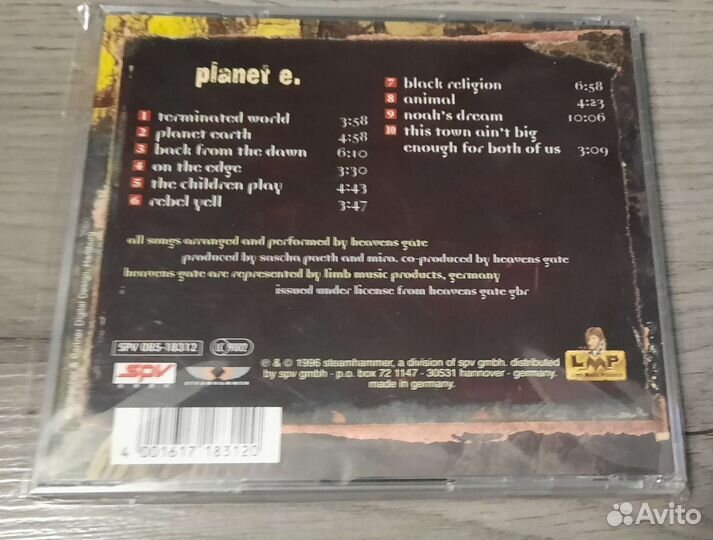 planet e.
1 terminated world 3:58
2 planet earth 4:58
3 back from the dawn 6:10
4 on the edge 3:30
5 the children play 4:43
6 rebel yell 3:47
7 black religion 6:58
8 animal 4:23
9 noah's dream 10:06
10 this town ain't big
enough for both of us 3:09
all songs arranged and performed by heavens gate
produced by sascha paeth and miro. co-produced by heavens gate
heavens gate are represented by limb music products, germany
issued under license from heavens gate gbr
SPV 085-18312
LC 9002
SPV
LMP
℗ & © 1996 steamhammer, a division of spv gmbh. distributed
by spv gmbh - p.o. box 72 1147 - 30531 hannover - germany.
made in germany.
4 001617 183120
Digital Design, Hamburg
Avito